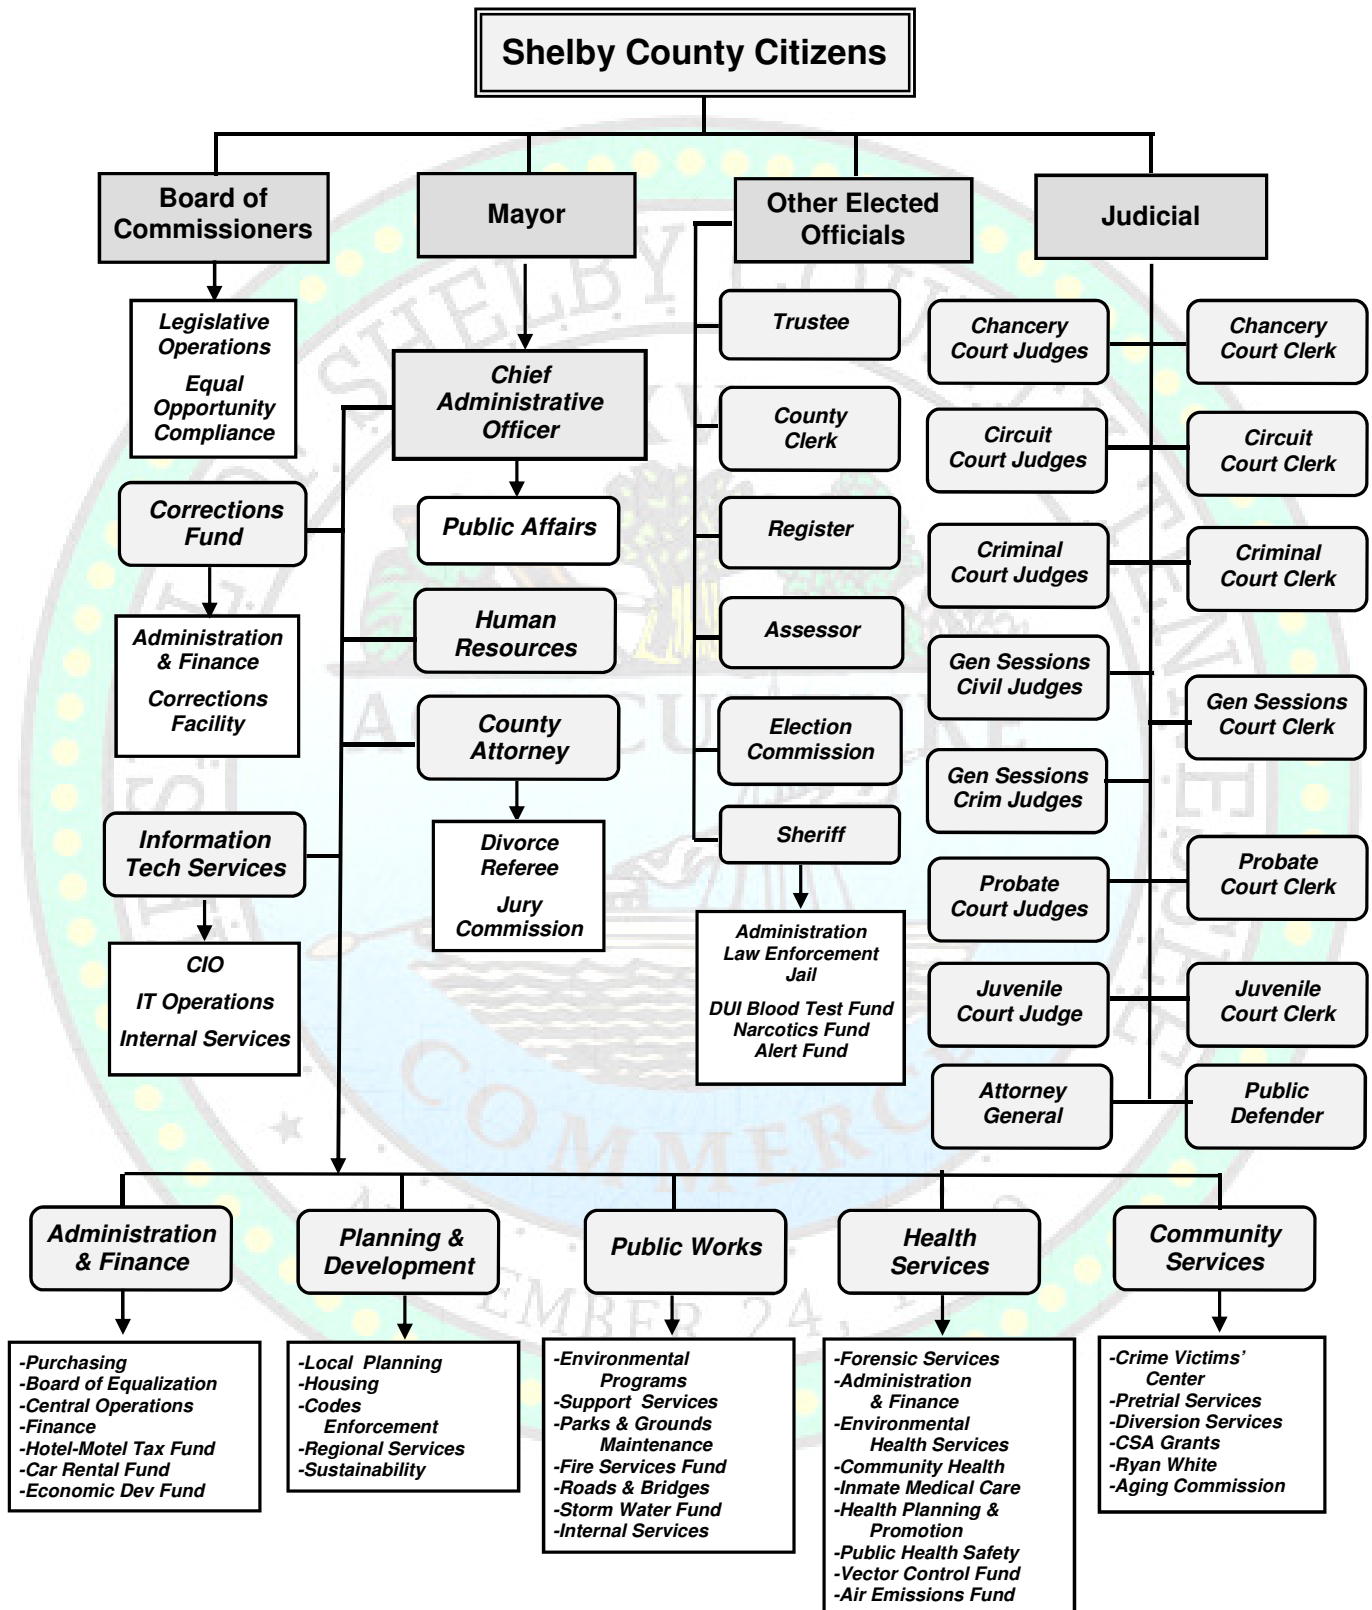 Shelby County Citizens
Board of
Commissioners
Mayor
Other Elected
Officials
Judicial
Legislative
Operations
Equal
Opportunity
Compliance
Chief
Administrative
Officer
Corrections
Fund
Administration
& Finance
Corrections
Facility
Information
Tech Services
CIO
IT Operations
Internal Services
Public Affairs
Human
Resources
County
Attorney
Divorce
Referee
Jury
Commission
Trustee
County
Clerk
Register
Assessor
Election
Commission
Sheriff
Administration
Law Enforcement
Jail
DUI Blood Test Fund
Narcotics Fund
Alert Fund
Chancery
Court Judges
Chancery
Court Clerk
Circuit
Court Judges
Circuit
Court Clerk
Criminal
Court Judges
Criminal
Court Clerk
Gen Sessions
Civil Judges
Gen Sessions
Court Clerk
Gen Sessions
Crim Judges
Probate
Court Judges
Probate
Court Clerk
Juvenile
Court Judge
Juvenile
Court Clerk
Attorney
General
Public
Defender
Administration
& Finance
-Purchasing
-Board of Equalization
-Central Operations
-Finance
-Hotel-Motel Tax Fund
-Car Rental Fund
-Economic Dev Fund
Planning &
Development
-Local Planning
-Housing
-Codes
Enforcement
-Regional Services
-Sustainability
Public Works
-Environmental
Programs
-Support Services
-Parks & Grounds
Maintenance
-Fire Services Fund
-Roads & Bridges
-Storm Water Fund
-Internal Services
Health
Services
-Forensic Services
-Administration
& Finance
-Environmental
Health Services
-Community Health
-Inmate Medical Care
-Health Planning &
Promotion
-Public Health Safety
-Vector Control Fund
-Air Emissions Fund
Community
Services
-Crime Victims'
Center
-Pretrial Services
-Diversion Services
-CSA Grants
-Ryan White
-Aging Commission
SHELBY COUNTY
COMMERCE